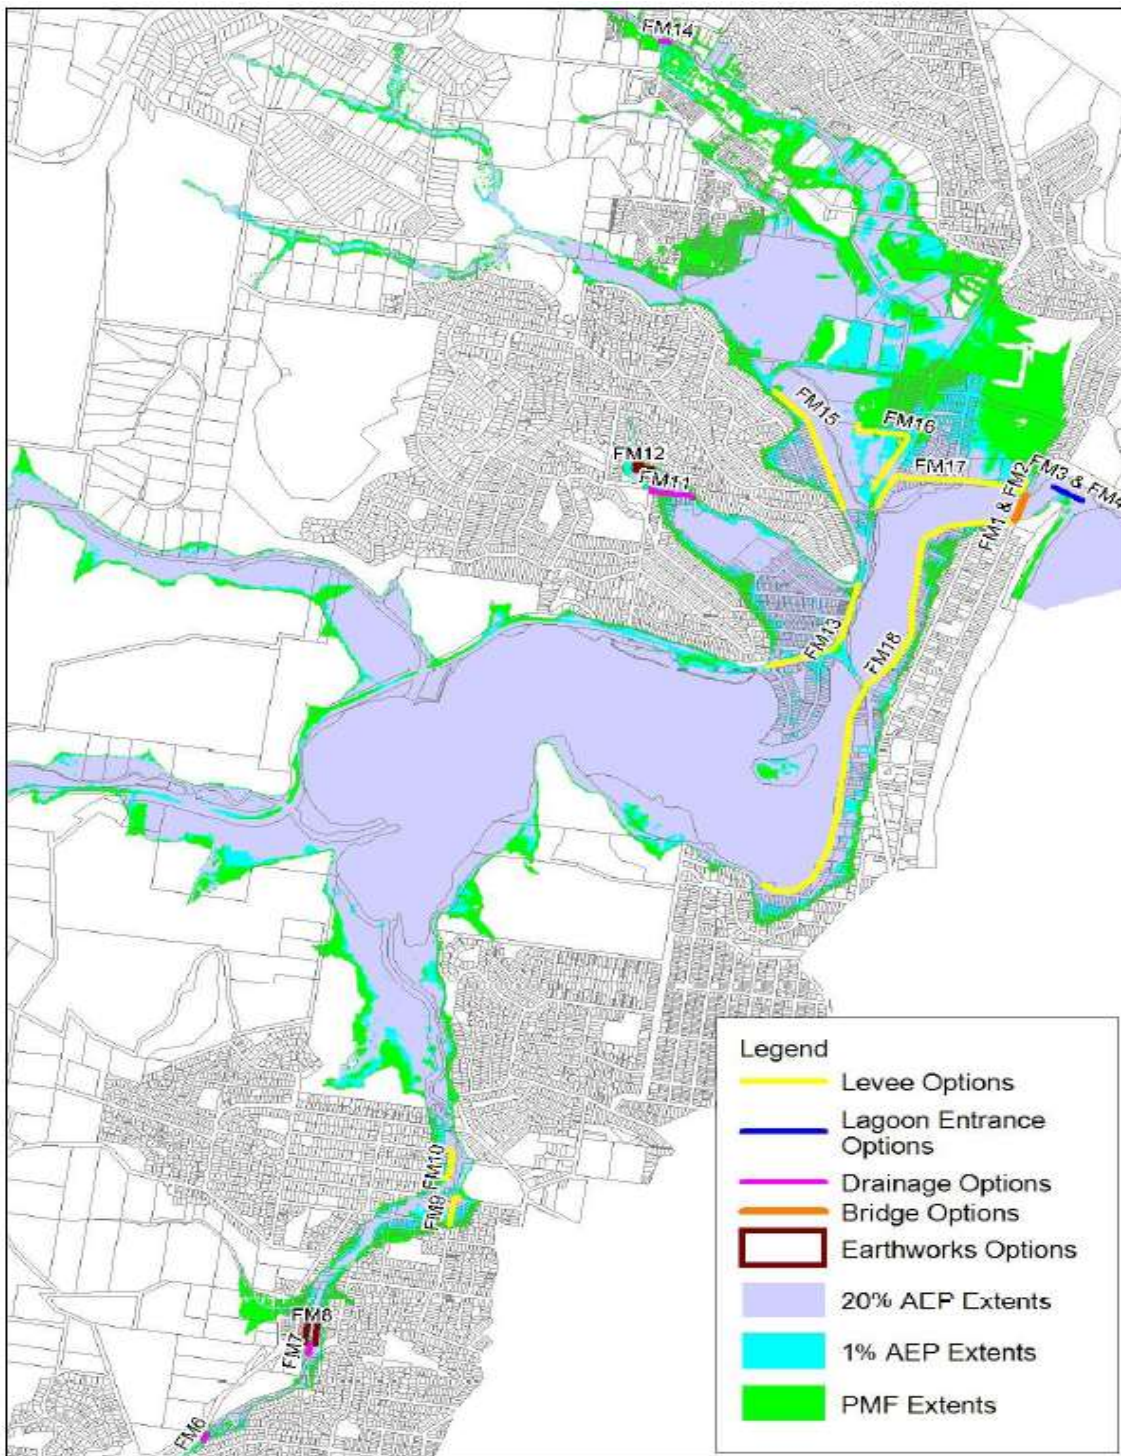 FM14
FM15
FM16
FM12
FM17
FM11
FM3 & FM4
FM1 & FM2
FM13
FM18
FM10
FM9
FM8
FM7
FM6
Legend
Levee Options
Lagoon Entrance
Options
Drainage Options
Bridge Options
Earthworks Options
20% AEP Extents
1% AEP Extents
PMF Extents